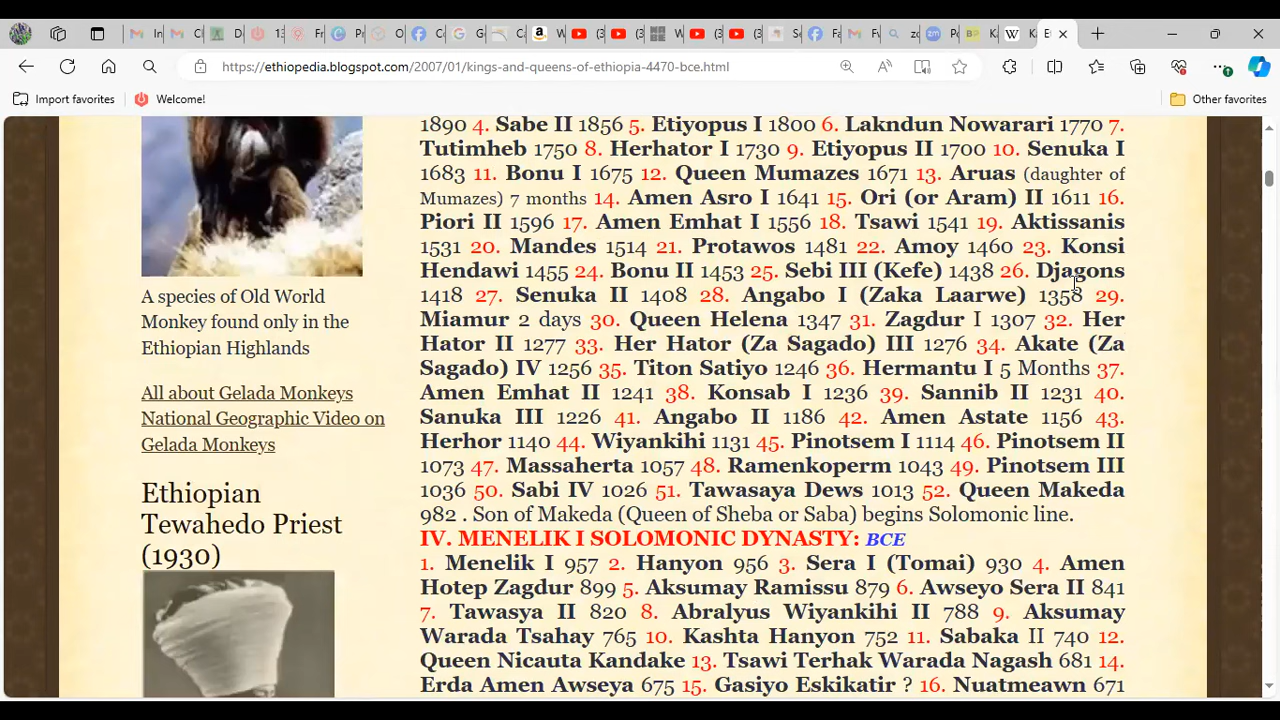 In
Cl
D
13
Fr
Pr
O
C
G
C
W
S
F
Fv
zo
B
K
W
K
Et
https://ethiopedia.blogspot.com/2007/01/kings-and-queens-of-ethiopia-4470-bce.html
Import favorites
Welcome!
Other favorites
A species of Old World
Monkey found only in the
Ethiopian Highlands
All about Gelada Monkeys
National Geographic Video on
Gelada Monkeys
Ethiopian
Tewahedo Priest
(1930)
1890 4. Sabe II 1856 5. Etiyopus I 1800 6. Lakndun Nowarari 1770 7.
Tutimheb 1750 8. Herhator I 1730 9. Etiyopus II 1700 10. Senuka I
1683 11. Bonu I 1675 12. Queen Mumazes 1671 13. Aruas (daughter of
Mumazes) 7 months 14. Amen Asro I 1641 15. Ori (or Aram) II 1611 16.
Piori II 1596 17. Amen Emhat I 1556 18. Tsawi 1541 19. Aktissanis
1531 20. Mandes 1514 21. Protawos 1481 22. Amoy 1460 23. Konsi
Hendawi 1455 24. Bonu II 1453 25. Sebi III (Kefe) 1438 26. Djagons
1418 27. Senuka II 1408 28. Angabo I (Zaka Laarwe) 1358 29.
Miamur 2 days 30. Queen Helena 1347 31. Zagdur I 1307 32. Her
Hator II 1277 33. Her Hator (Za Sagado) III 1276 34. Akate (Za
Sagado) IV 1256 35. Titon Satiyo 1246 36. Hermantu I 5 Months 37.
Amen Emhat II 1241 38. Konsab I 1236 39. Sannib II 1231 40.
Sanuka III 1226 41. Angabo II 1186 42. Amen Astate 1156 43.
Herhor 1140 44. Wiyankihi 1131 45. Pinotsem I 1114 46. Pinotsem II
1073 47. Massaherta 1057 48. Ramenkoperm 1043 49. Pinotsem III
1036 50. Sabi IV 1026 51. Tawasaya Dews 1013 52. Queen Makeda
982 . Son of Makeda (Queen of Sheba or Saba) begins Solomonic line.
IV. MENELIK I SOLOMONIC DYNASTY: BCE
1. Menelik I 957 2. Hanyon 956 3. Sera I (Tomai) 930 4. Amen
Hotep Zagdur 899 5. Aksumay Ramissu 879 6. Awseyo Sera II 841
7. Tawasya II 820 8. Abralyus Wiyankihi II 788 9. Aksumay
Warada Tsahay 765 10. Kashta Hanyon 752 11. Sabaka II 740 12.
Queen Nicauta Kandake 13. Tsawi Terhak Warada Nagash 681 14.
Erda Amen Awseya 675 15. Gasiyo Eskikatir ? 16. Nuatmeawn 671